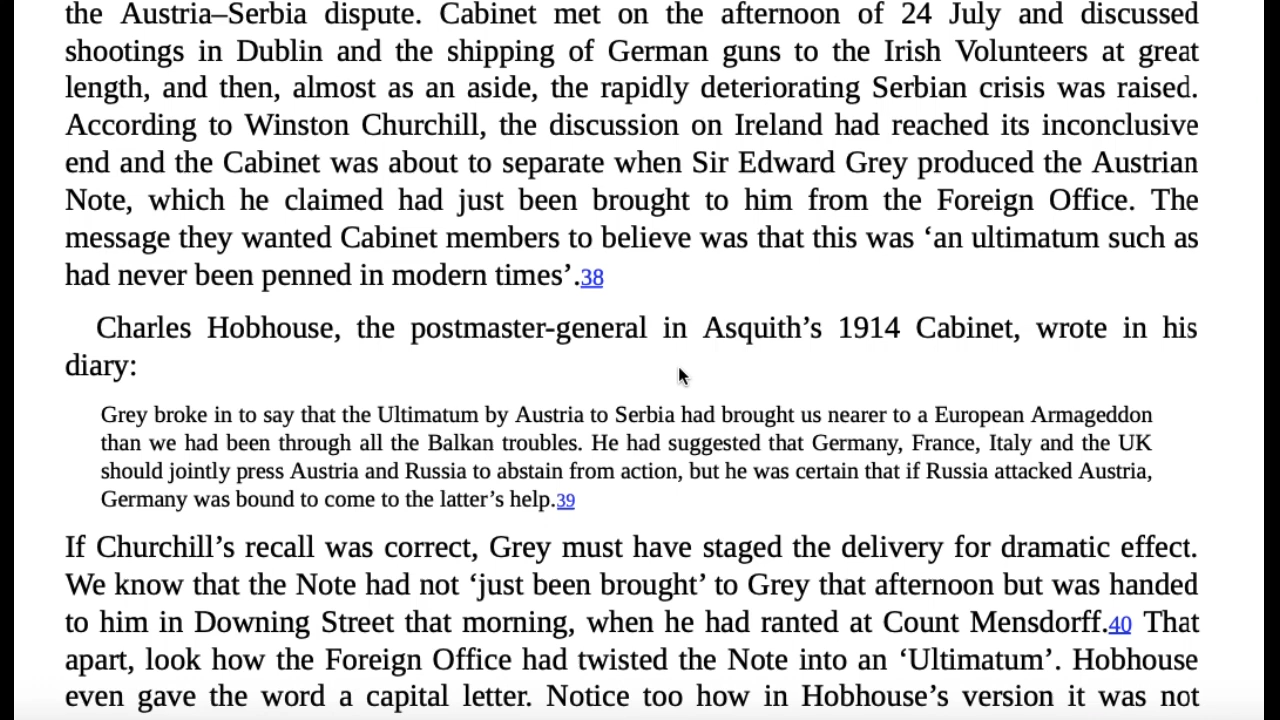 the Austria–Serbia dispute. Cabinet met on the afternoon of 24 July and discussed
shootings in Dublin and the shipping of German guns to the Irish Volunteers at great
length, and then, almost as an aside, the rapidly deteriorating Serbian crisis was raised.
According to Winston Churchill, the discussion on Ireland had reached its inconclusive
end and the Cabinet was about to separate when Sir Edward Grey produced the Austrian
Note, which he claimed had just been brought to him from the Foreign Office. The
message they wanted Cabinet members to believe was that this was ‘an ultimatum such as
had never been penned in modern times’.38
Charles Hobhouse, the postmaster-general in Asquith’s 1914 Cabinet, wrote in his
diary:
Grey broke in to say that the Ultimatum by Austria to Serbia had brought us nearer to a European Armageddon
than we had been through all the Balkan troubles. He had suggested that Germany, France, Italy and the UK
should jointly press Austria and Russia to abstain from action, but he was certain that if Russia attacked Austria,
Germany was bound to come to the latter’s help.39
If Churchill’s recall was correct, Grey must have staged the delivery for dramatic effect.
We know that the Note had not ‘just been brought’ to Grey that afternoon but was handed
to him in Downing Street that morning, when he had ranted at Count Mensdorff.40 That
apart, look how the Foreign Office had twisted the Note into an ‘Ultimatum’. Hobhouse
even gave the word a capital letter. Notice too how in Hobhouse’s version it was not